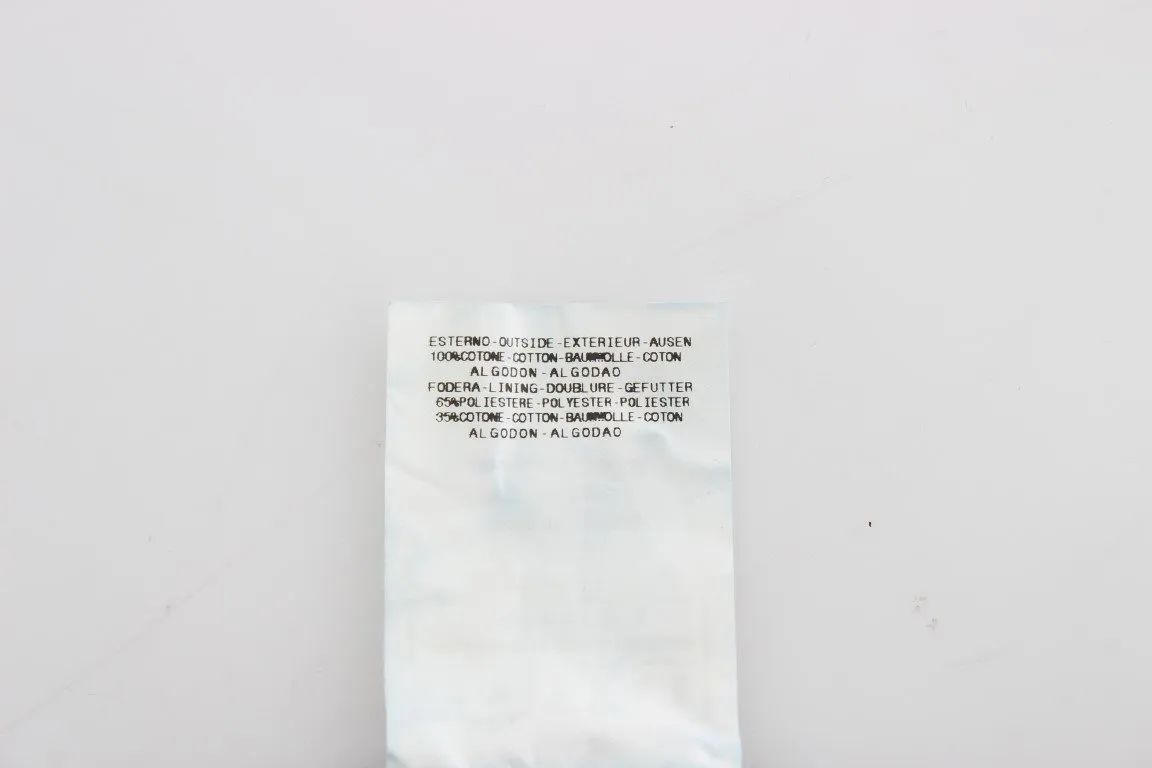 ESTERNO-OUTSIDE-EXTERIEUR-AUSEN
100%COTONE-COTTON-BAUMWOLLE-COTON
ALGODON-ALGODAO
FODERA-LINING-DOUBLURE-GEFUTTER
65%POLIESTERE-POLYESTER-POLIESTER
35%COTONE-COTTON-BAUMWOLLE-COTON
ALGODON-ALGODAO